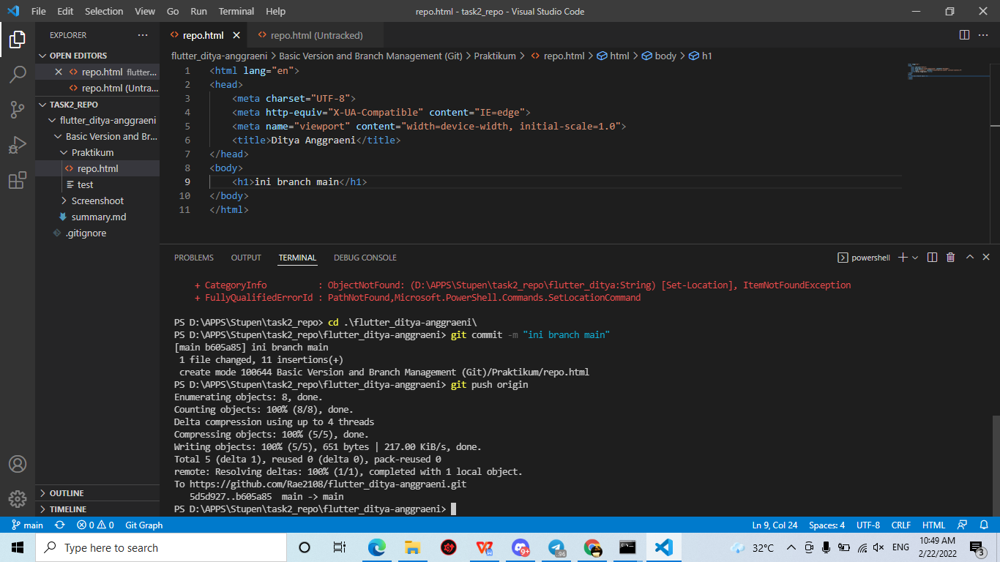 File Edit Selection View Go Run Terminal Help
repo.html - task2_repo - Visual Studio Code
EXPLORER
OPEN EDITORS
repo.html flutter...
repo.html (Untra...
TASK2_REPO
flutter_ditya-anggraeni
Basic Version and Br...
Praktikum
repo.html
test
Screenshoot
summary.md
.gitignore
OUTLINE
TIMELINE
repo.html
repo.html (Untracked)
flutter_ditya-anggraeni > Basic Version and Branch Management (Git) > Praktikum > repo.html > html > body > h1
1 <html lang="en">
2 <head>
3 <meta charset="UTF-8">
4 <meta http-equiv="X-UA-Compatible" content="IE=edge">
5 <meta name="viewport" content="width=device-width, initial-scale=1.0">
6 <title>Ditya Anggraeni</title>
7 </head>
8 <body>
9 <h1>ini branch main</h1>
10 </body>
11 </html>
PROBLEMS OUTPUT TERMINAL DEBUG CONSOLE
powershell
+ CategoryInfo : ObjectNotFound: (D:\APPS\Stupen\task2_repo\flutter_ditya:String) [Set-Location], ItemNotFoundException
+ FullyQualifiedErrorId : PathNotFound,Microsoft.PowerShell.Commands.SetLocationCommand
PS D:\APPS\Stupen\task2_repo> cd .\flutter_ditya-anggraeni\
PS D:\APPS\Stupen\task2_repo\flutter_ditya-anggraeni> git commit -m "ini branch main"
[main b605a85] ini branch main
1 file changed, 11 insertions(+)
create mode 100644 Basic Version and Branch Management (Git)/Praktikum/repo.html
PS D:\APPS\Stupen\task2_repo\flutter_ditya-anggraeni> git push origin
Enumerating objects: 8, done.
Counting objects: 100% (8/8), done.
Delta compression using up to 4 threads
Compressing objects: 100% (5/5), done.
Writing objects: 100% (5/5), 651 bytes | 217.00 KiB/s, done.
Total 5 (delta 1), reused 0 (delta 0), pack-reused 0
remote: Resolving deltas: 100% (1/1), completed with 1 local object.
To https://github.com/Rae2108/flutter_ditya-anggraeni.git
5d5d927..b605a85 main -> main
PS D:\APPS\Stupen\task2_repo\flutter_ditya-anggraeni>
main 0 0 Git Graph
Ln 9, Col 24 Spaces: 4 UTF-8 CRLF HTML
Type here to search
9+
96
32°C
ENG
10:49 AM
2/22/2022
3